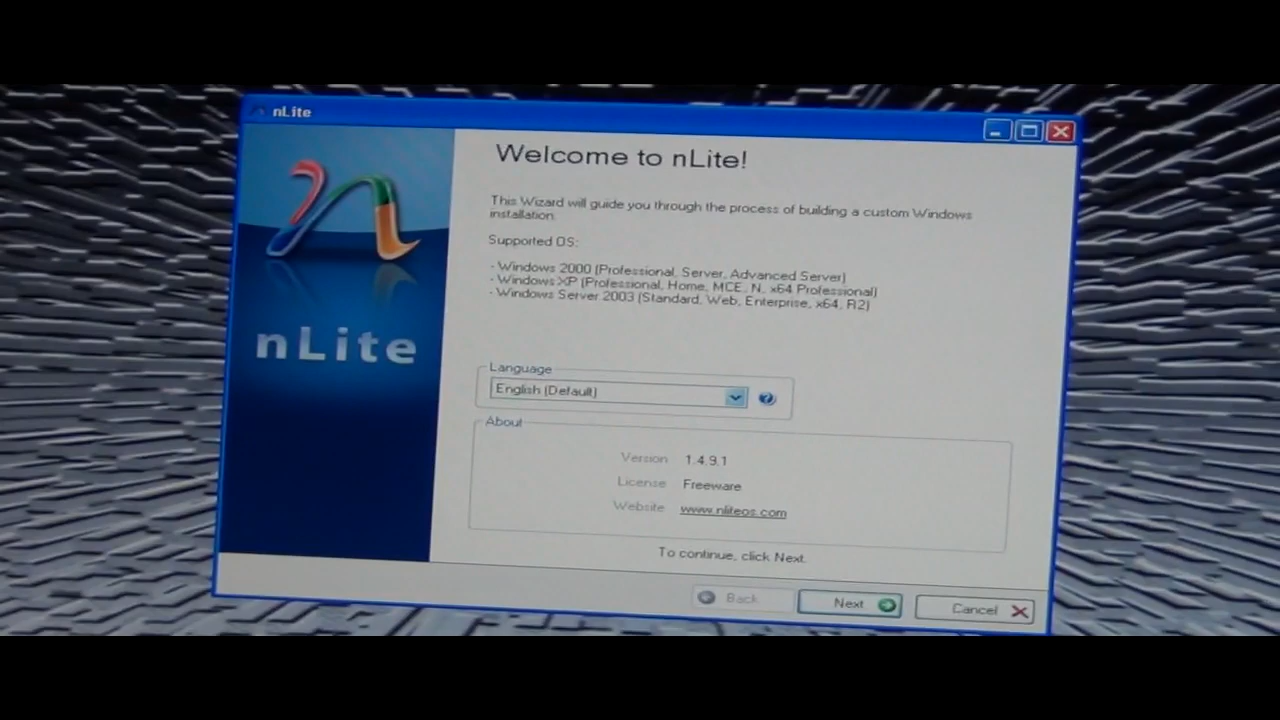 nLite
Welcome to nLite!
This Wizard will guide you through the process of building a custom Windows
installation.
Supported OS:
- Windows 2000 (Professional, Server, Advanced Server)
- Windows XP (Professional, Home, MCE, N, x64 Professional)
- Windows Server 2003 (Standard, Web, Enterprise, x64, R2)
nLite
Language
English (Default)
About
Version 1.4.9.1
License Freeware
Website www.nliteos.com
To continue, click Next.
Back Next Cancel